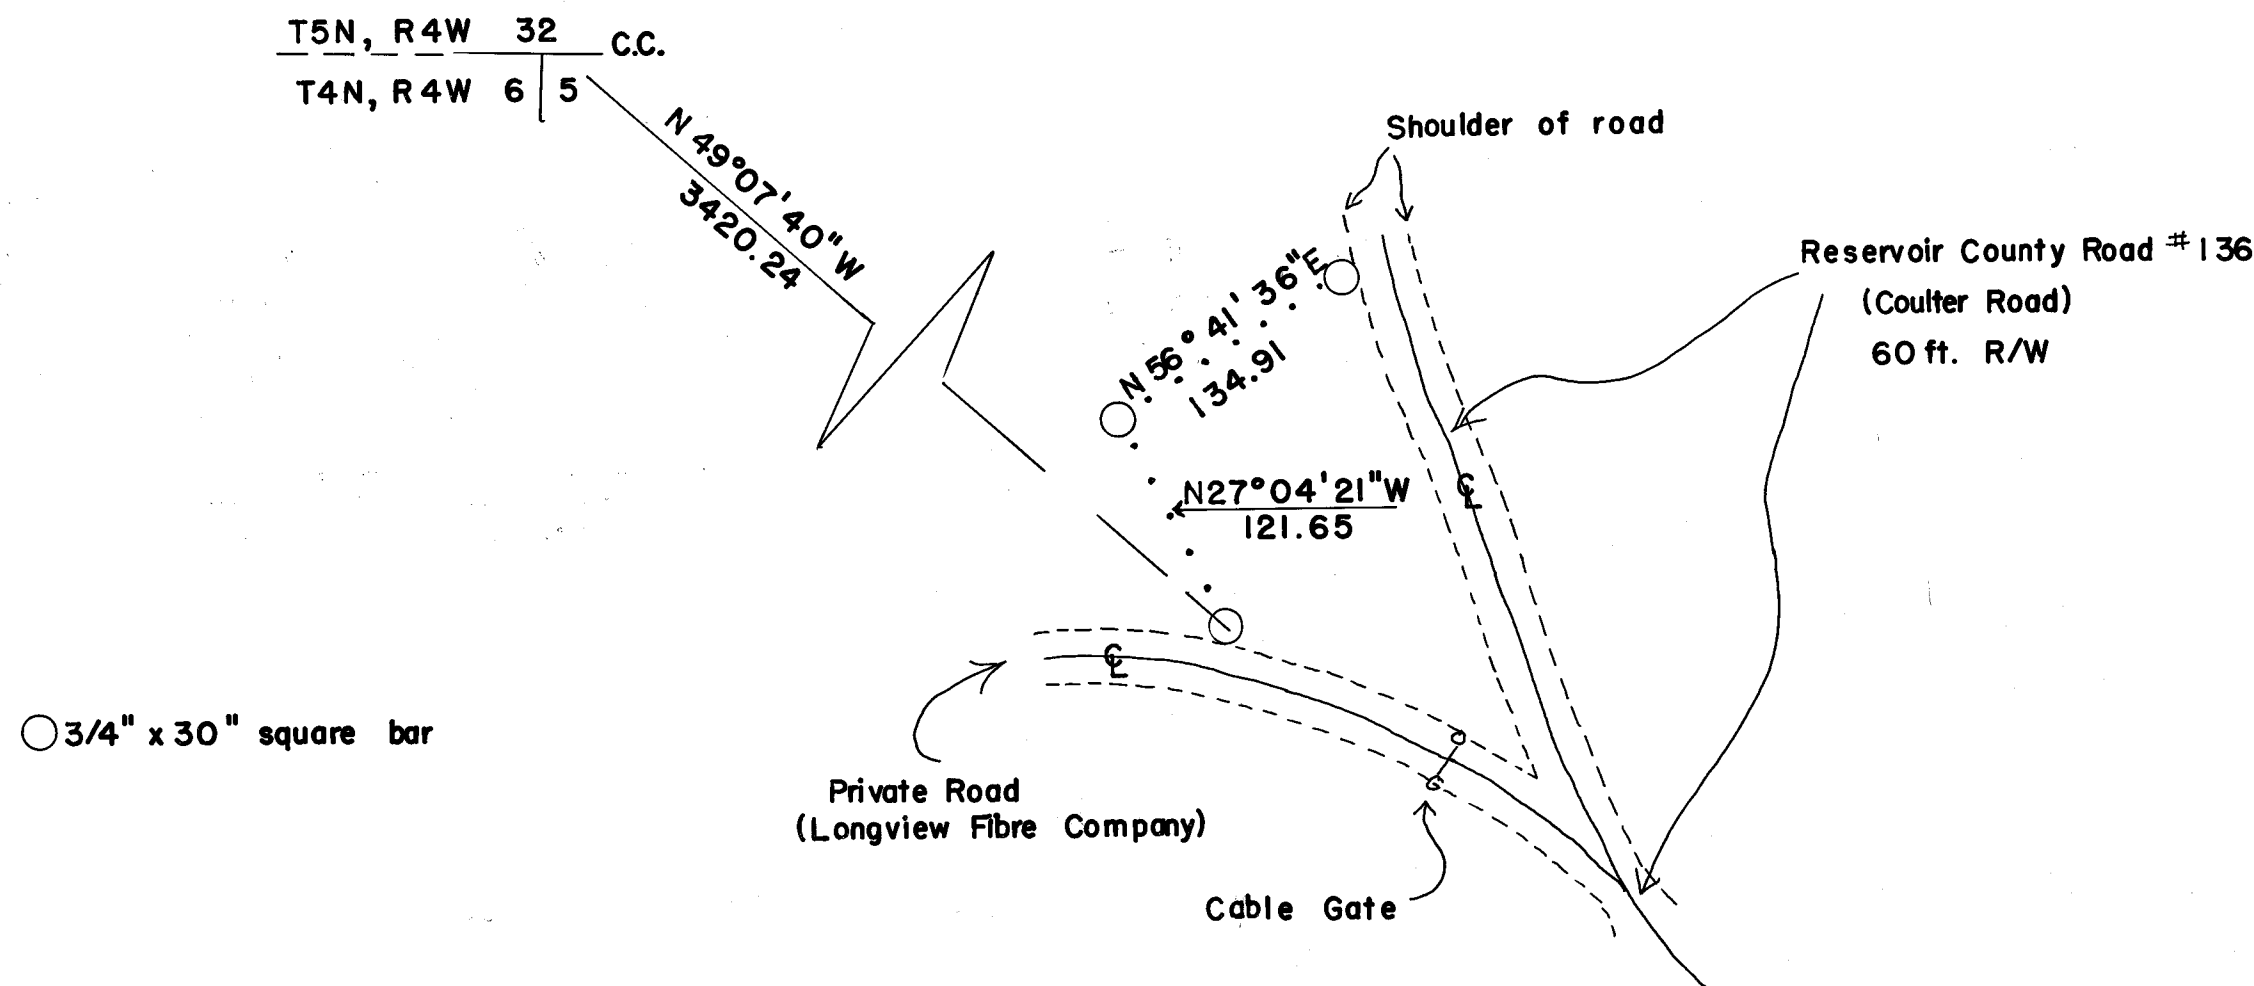 T5N, R4W 32 C.C.
T4N, R4W 6 5
N 49°07'40" W
3420.24
Shoulder of road
Reservoir County Road #136
(Coulter Road)
60 ft. R/W
N 56° 41' 36" E
134.91
N27°04'21"W
121.65
℄
℄
3/4" x 30" square bar
Private Road
(Longview Fibre Company)
Cable Gate